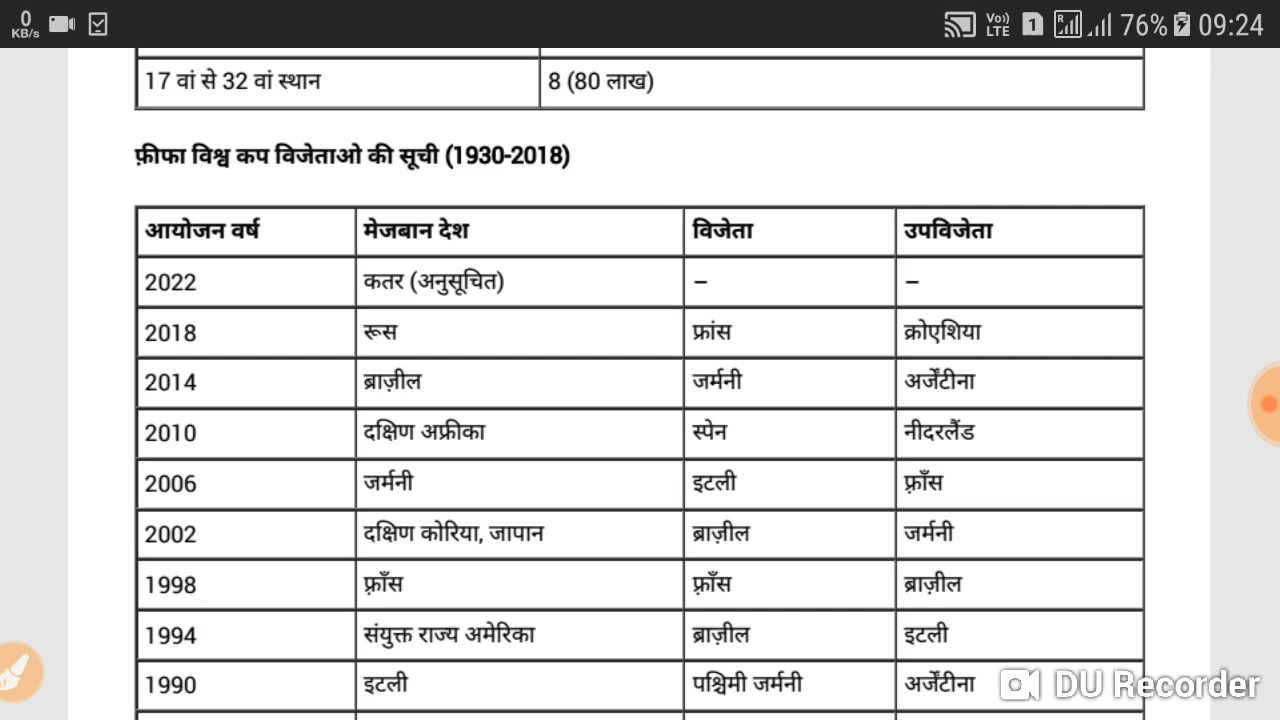 0 KB/s Vo) LTE 1 R 76% 09:24
17 वां से 32 वां स्थान 8 (80 लाख)
फ़ीफा विश्व कप विजेताओ की सूची (1930-2018)
आयोजन वर्ष मेजबान देश विजेता उपविजेता
2022 कतर (अनुसूचित) – –
2018 रूस फ्रांस क्रोएशिया
2014 ब्राज़ील जर्मनी अर्जेंटीना
2010 दक्षिण अफ्रीका स्पेन नीदरलैंड
2006 जर्मनी इटली फ़्राँस
2002 दक्षिण कोरिया, जापान ब्राज़ील जर्मनी
1998 फ़्राँस फ़्राँस ब्राज़ील
1994 संयुक्त राज्य अमेरिका ब्राज़ील इटली
1990 इटली पश्चिमी जर्मनी अर्जेंटीना
DU Recorder